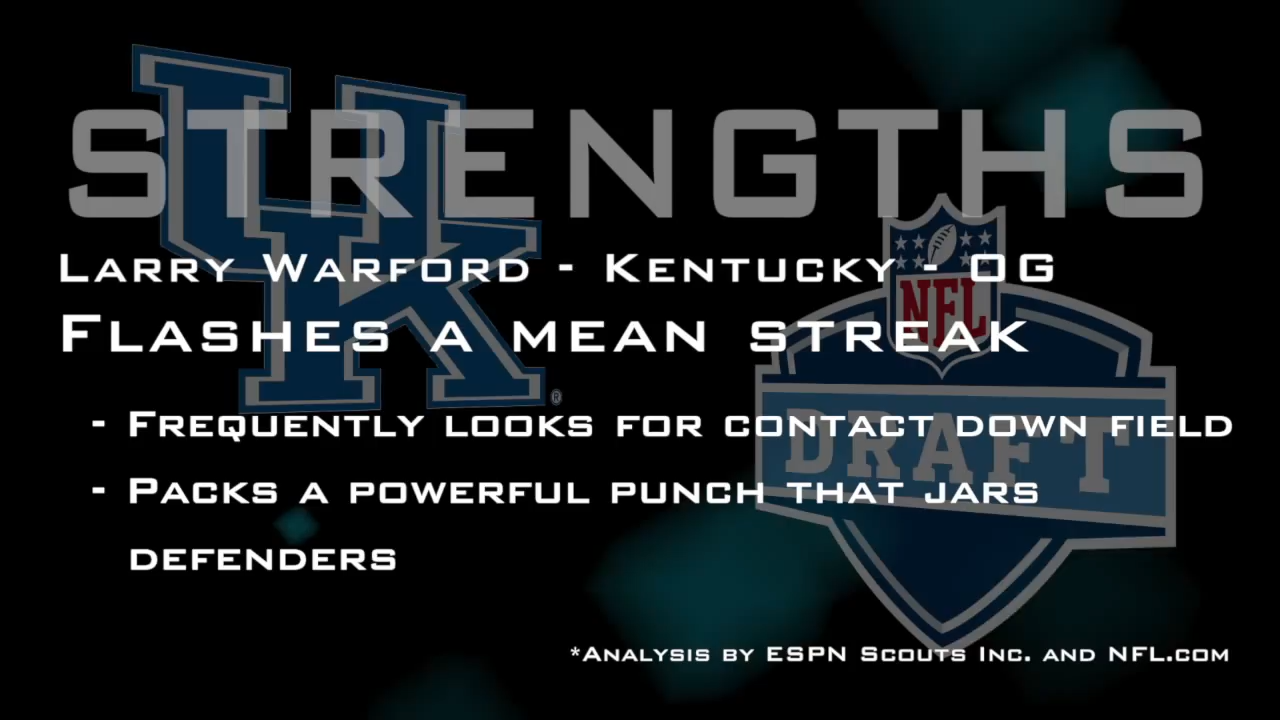 STRENGTHS
UK
®
NFL
LARRY WARFORD - KENTUCKY - OG
FLASHES A MEAN STREAK
DRAFT
- FREQUENTLY LOOKS FOR CONTACT DOWN FIELD
- PACKS A POWERFUL PUNCH THAT JARS
DEFENDERS
*ANALYSIS BY ESPN SCOUTS INC. AND NFL.COM